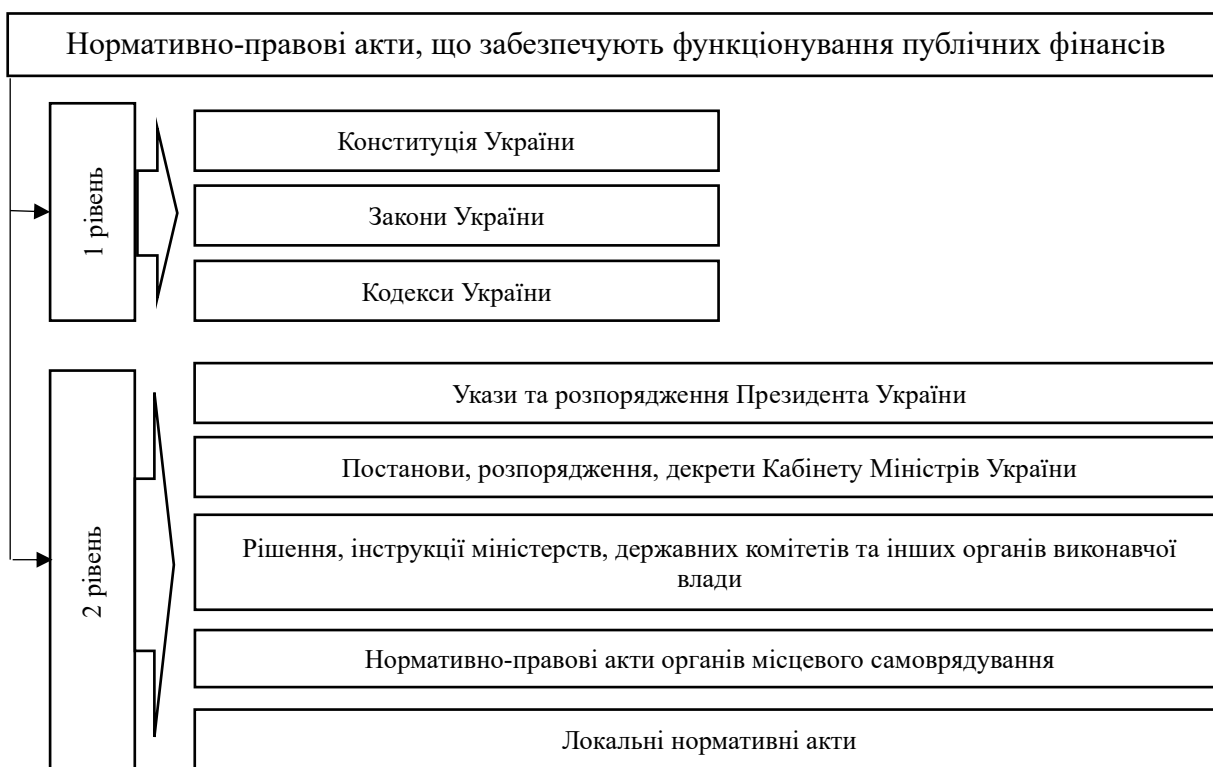 Нормативно-правові акти, що забезпечують функціонування публічних фінансів
1 рівень
Конституція України
Закони України
Кодекси України
2 рівень
Укази та розпорядження Президента України
Постанови, розпорядження, декрети Кабінету Міністрів України
Рішення, інструкції міністерств, державних комітетів та інших органів виконавчої
влади
Нормативно-правові акти органів місцевого самоврядування
Локальні нормативні акти